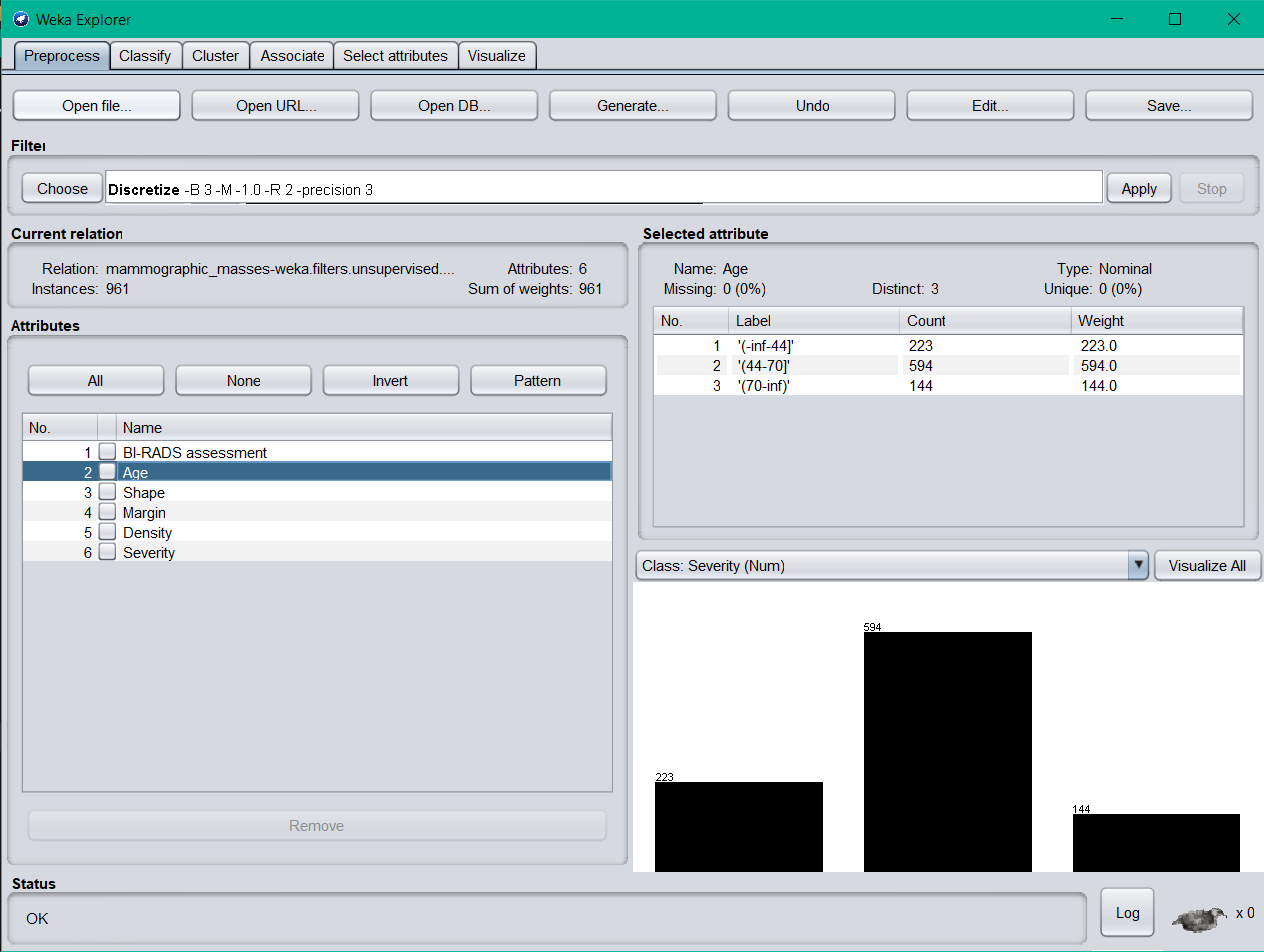 Weka Explorer
Preprocess Classify Cluster Associate Select attributes Visualize
Open file... Open URL... Open DB... Generate... Undo Edit... Save...
Filter
Choose Discretize -B 3 -M -1.0 -R 2 -precision 3 Apply Stop
Current relation
Relation: mammographic_masses-weka.filters.unsupervised.... Attributes: 6
Instances: 961 Sum of weights: 961
Attributes
All None Invert Pattern
No. Name
1 BI-RADS assessment
2 Age
3 Shape
4 Margin
5 Density
6 Severity
Remove
Selected attribute
Name: Age Type: Nominal
Missing: 0 (0%) Distinct: 3 Unique: 0 (0%)
No. Label Count Weight
1 '(-inf-44]' 223 223.0
2 '(44-70]' 594 594.0
3 '(70-inf)' 144 144.0
Class: Severity (Num) Visualize All
594
223
144
Status
OK
Log x 0